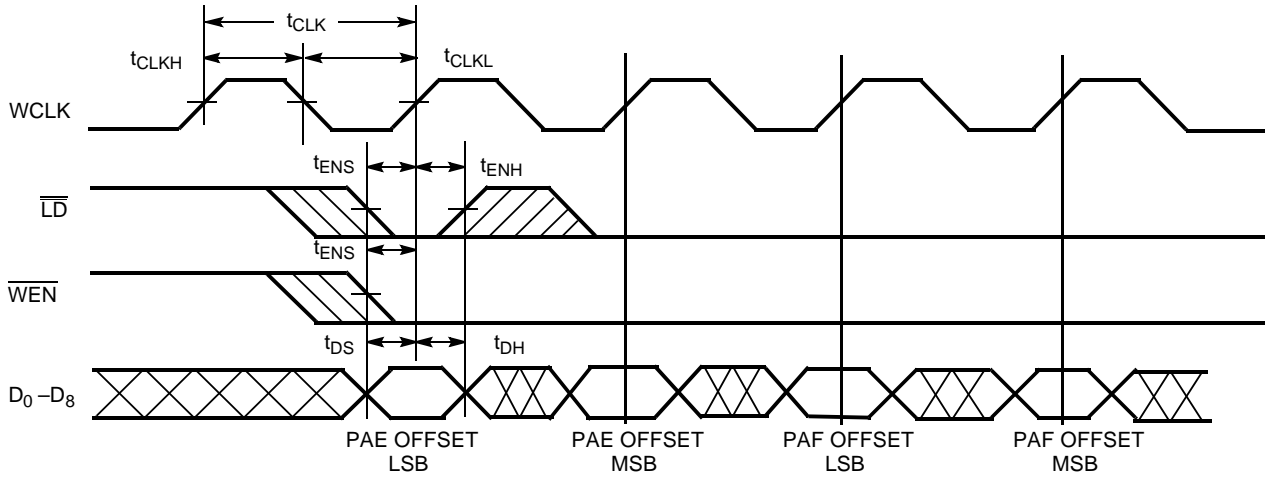 tCLK
tCLKH
tCLKL
WCLK
tENS
tENH
LD
tENS
WEN
tDS
tDH
D0 –D8
PAE OFFSET
LSB
PAE OFFSET
MSB
PAF OFFSET
LSB
PAF OFFSET
MSB